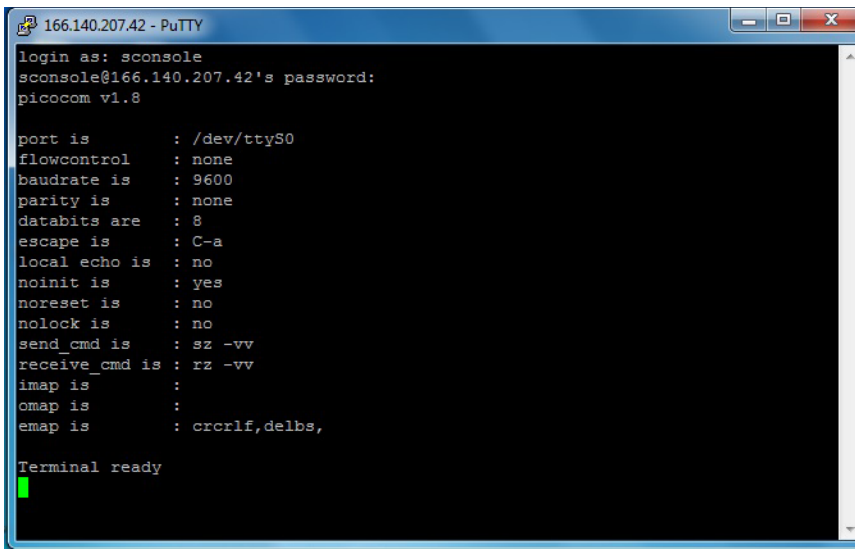 166.140.207.42 - PuTTY
login as: sconsole
sconsole@166.140.207.42's password:
picocom v1.8
port is : /dev/ttyS0
flowcontrol : none
baudrate is : 9600
parity is : none
databits are : 8
escape is : C-a
local echo is : no
noinit is : yes
noreset is : no
nolock is : no
send_cmd is : sz -vv
receive_cmd is : rz -vv
imap is :
omap is :
emap is : crcrlf,delbs,
Terminal ready